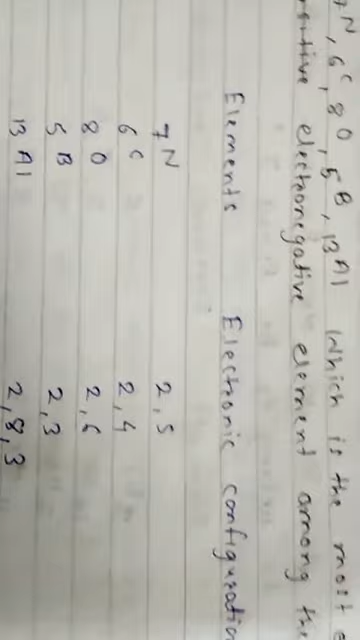 7N, 6C, 8O, 5B, 13Al which is the most
electronegative element among the
Elements Electronic configuration
7N 2,5
6C 2,4
8O 2,6
5B 2,3
13Al 2,8,3